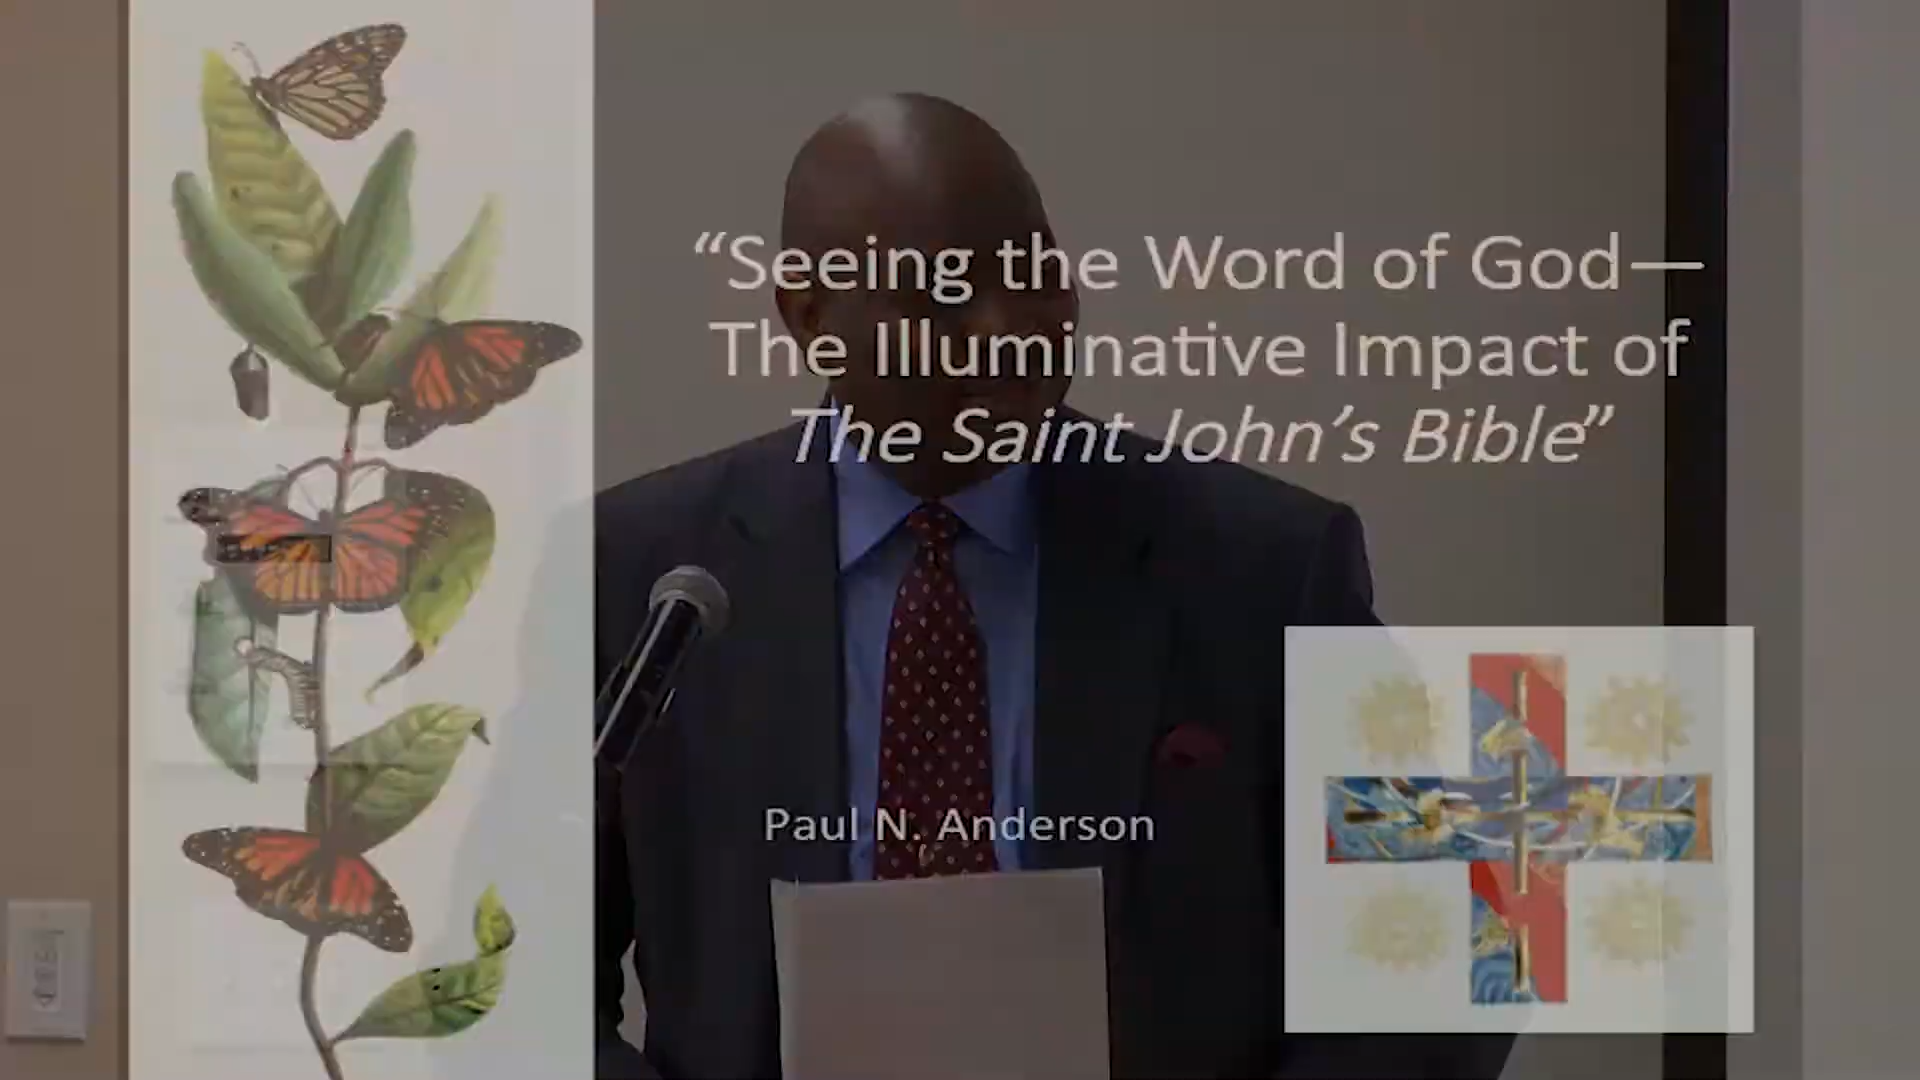 “Seeing the Word of God—
The Illuminative Impact of
The Saint John’s Bible”
Paul N. Anderson